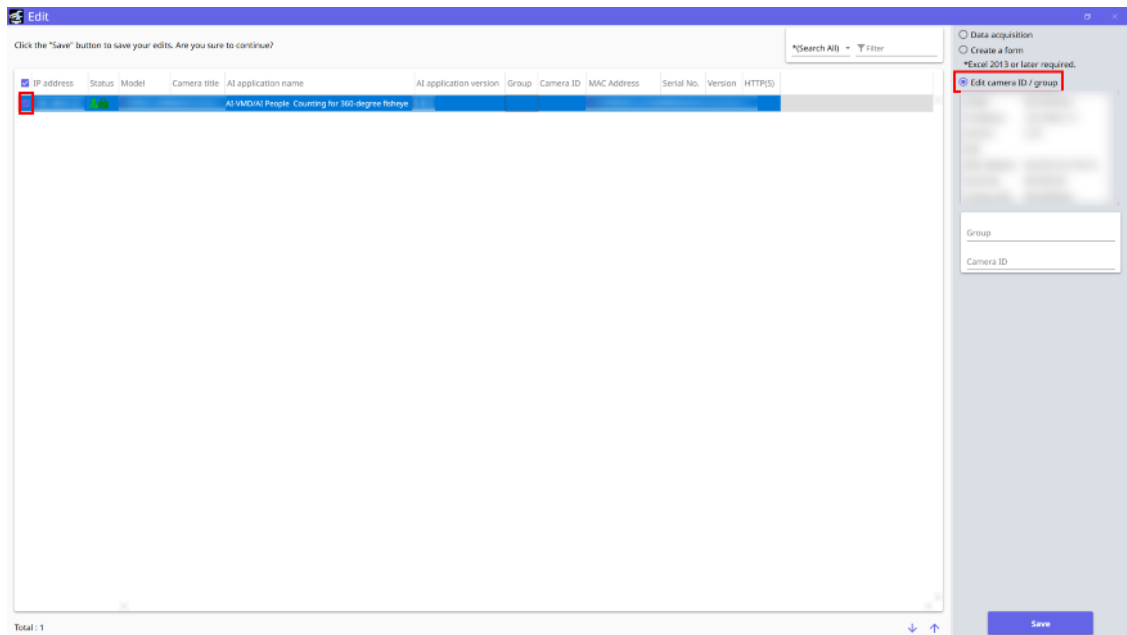 Edit
Click the "Save" button to save your edits. Are you sure to continue?
*(Search All) Filter
Data acquisition
Create a form
*Excel 2013 or later required.
Edit camera ID / group
IP address Status Model Camera title AI application name AI application version Group Camera ID MAC Address Serial No. Version HTTP(S)
AI-VMD/AI People Counting for 360-degree fisheye
Group
Camera ID
Total : 1
Save